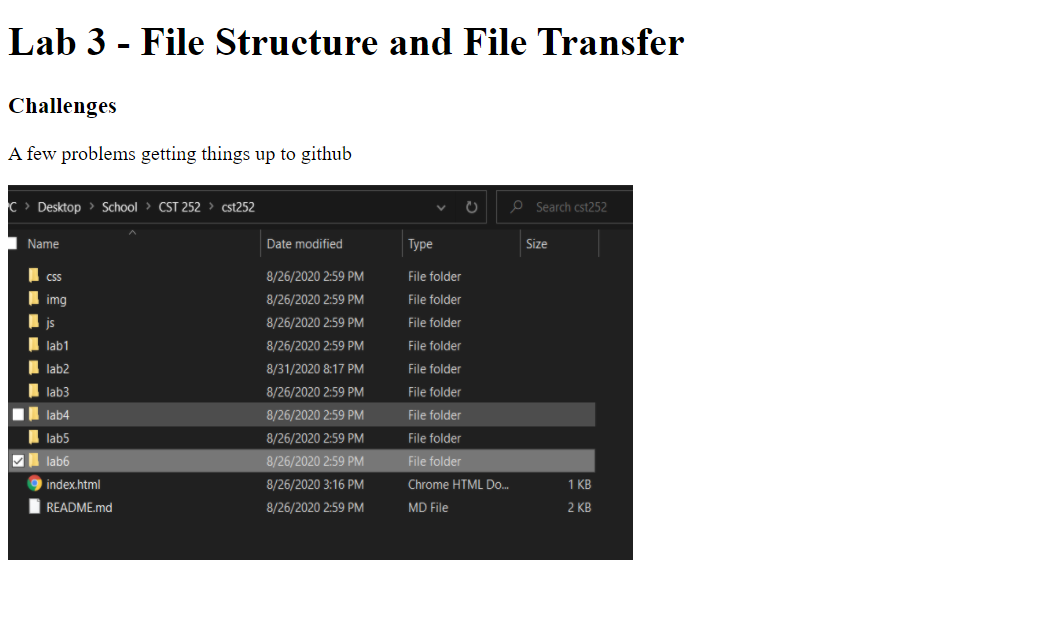 Lab 3 - File Structure and File Transfer
Challenges
A few problems getting things up to github
PC > Desktop > School > CST 252 > cst252 Search cst252
Name Date modified Type Size
css 8/26/2020 2:59 PM File folder
img 8/26/2020 2:59 PM File folder
js 8/26/2020 2:59 PM File folder
lab1 8/26/2020 2:59 PM File folder
lab2 8/31/2020 8:17 PM File folder
lab3 8/26/2020 2:59 PM File folder
lab4 8/26/2020 2:59 PM File folder
lab5 8/26/2020 2:59 PM File folder
lab6 8/26/2020 2:59 PM File folder
index.html 8/26/2020 3:16 PM Chrome HTML Do... 1 KB
README.md 8/26/2020 2:59 PM MD File 2 KB